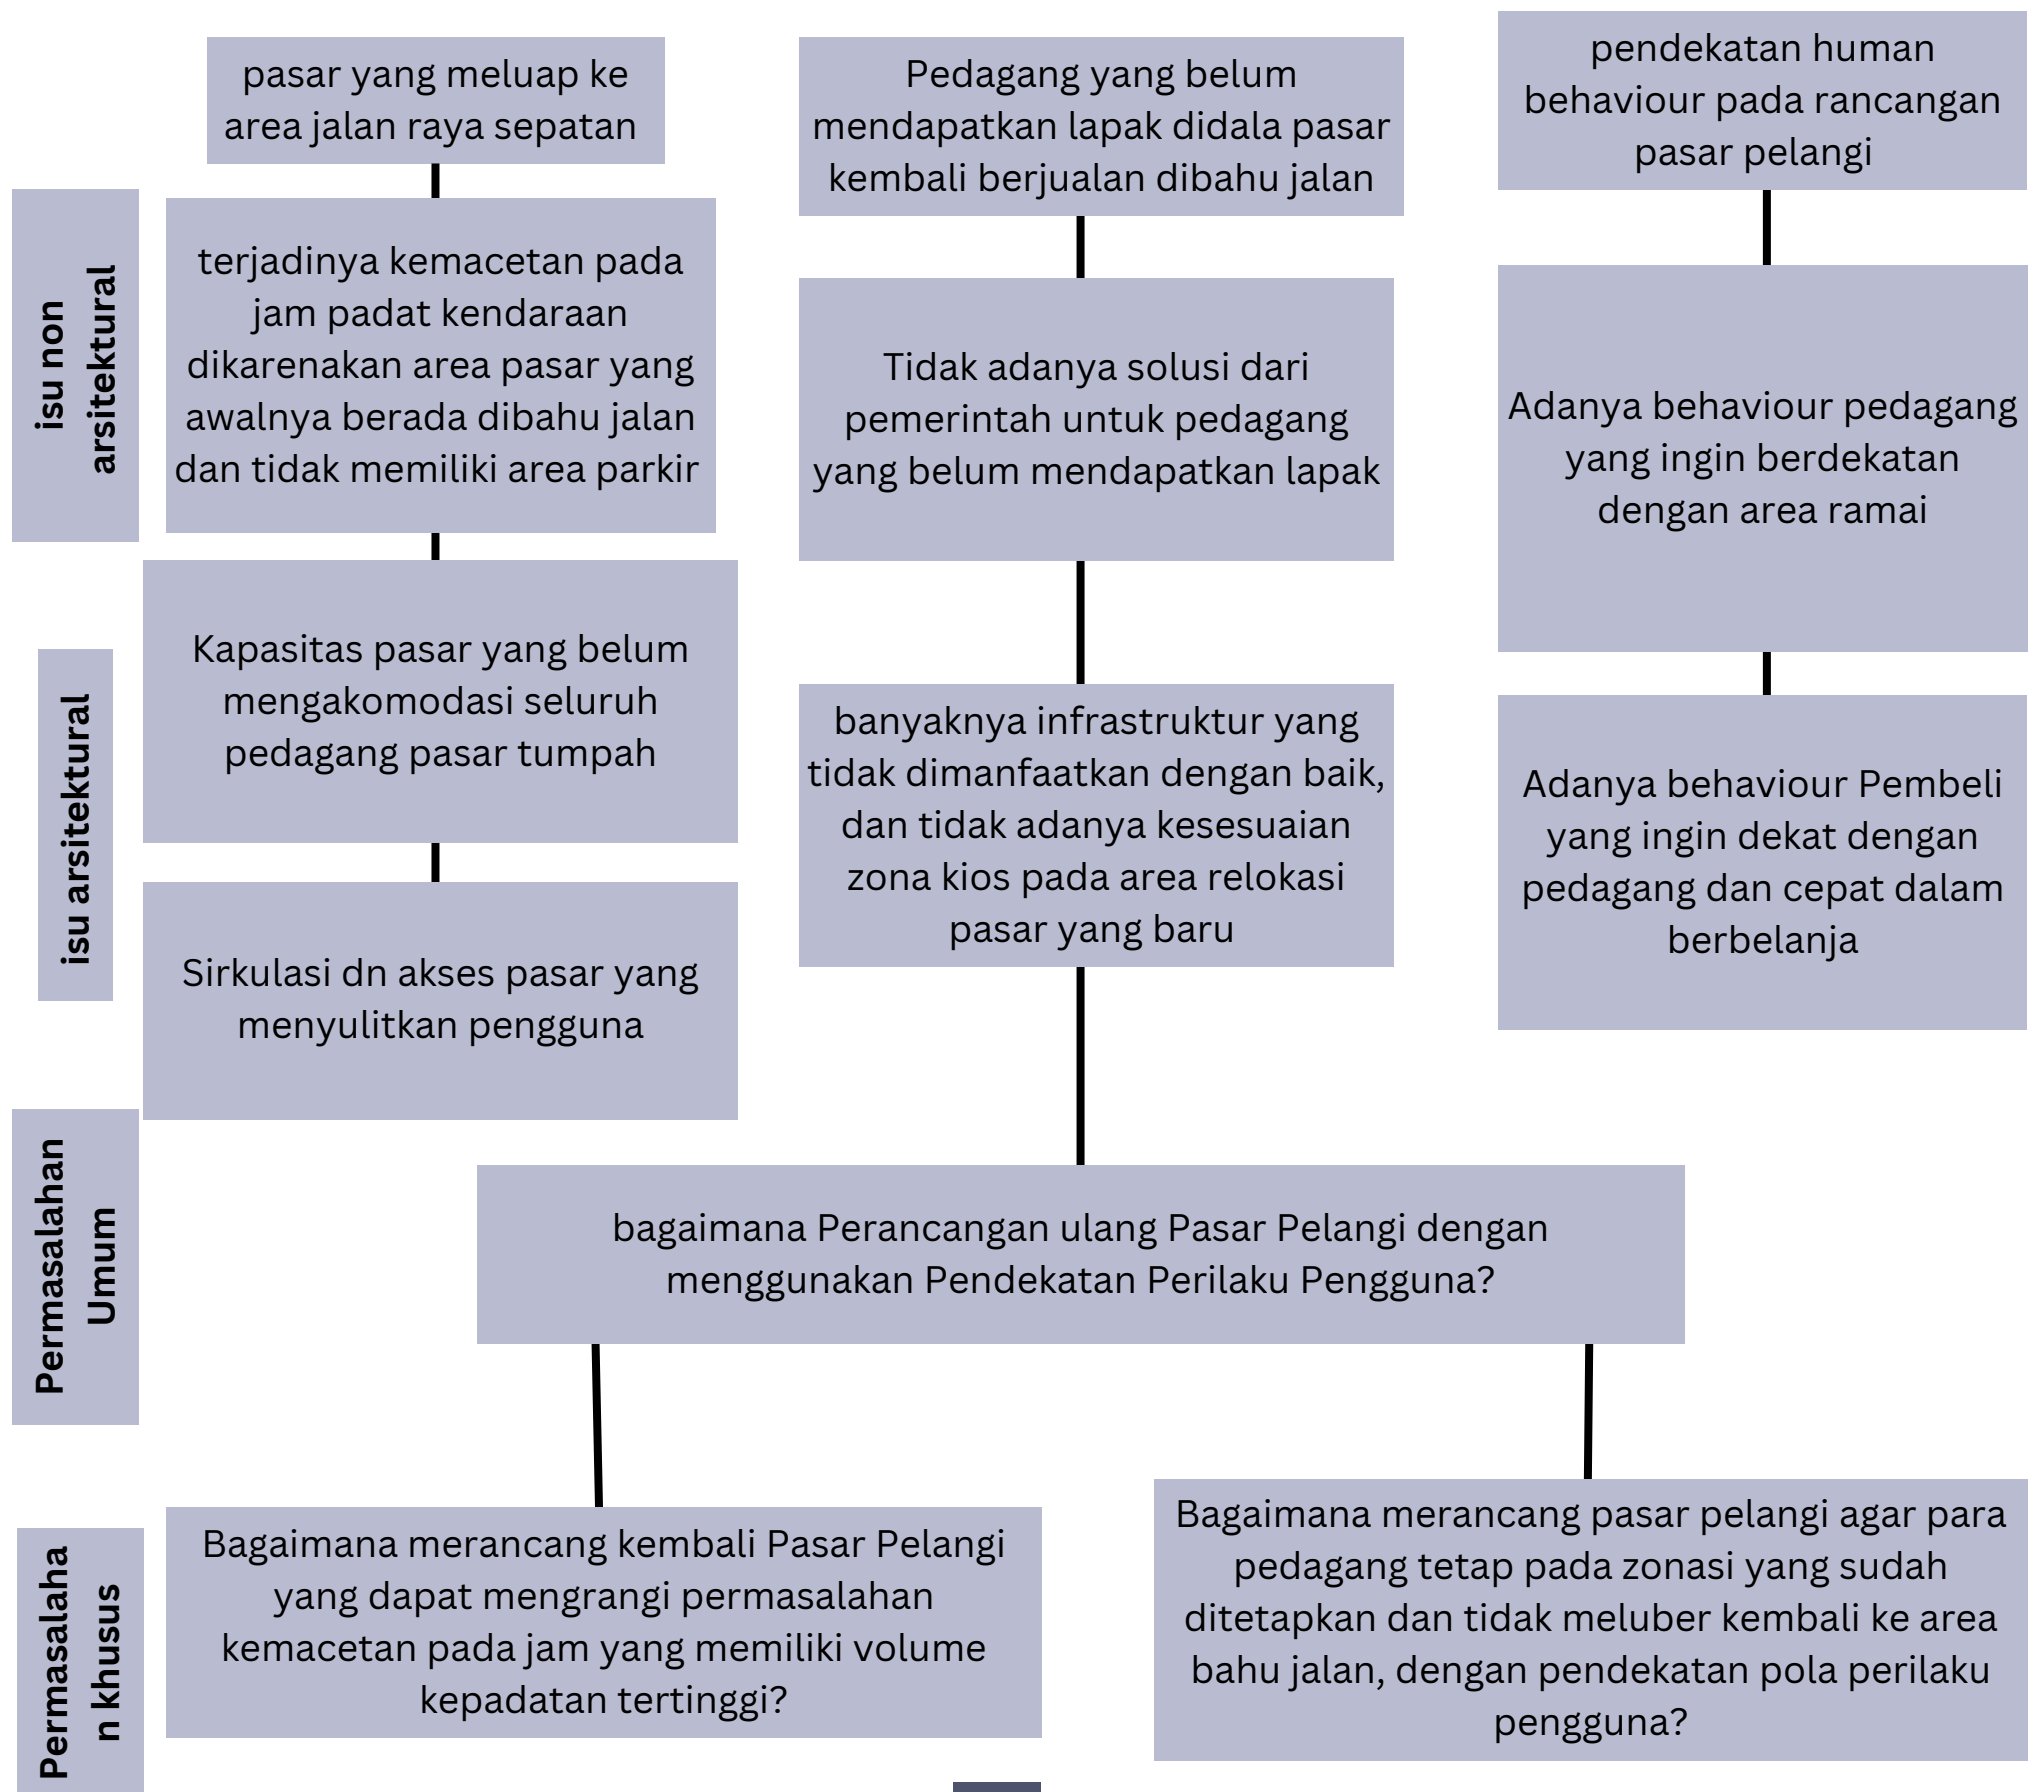 pasar yang meluap ke
area jalan raya sepatan
Pedagang yang belum
mendapatkan lapak didala pasar
kembali berjualan dibahu jalan
pendekatan human
behaviour pada rancangan
pasar pelangi
isu non
arsitektural
terjadinya kemacetan pada
jam padat kendaraan
dikarenakan area pasar yang
awalnya berada dibahu jalan
dan tidak memiliki area parkir
Tidak adanya solusi dari
pemerintah untuk pedagang
yang belum mendapatkan lapak
Adanya behaviour pedagang
yang ingin berdekatan
dengan area ramai
isu arsitektural
Kapasitas pasar yang belum
mengakomodasi seluruh
pedagang pasar tumpah
banyaknya infrastruktur yang
tidak dimanfaatkan dengan baik,
dan tidak adanya kesesuaian
zona kios pada area relokasi
pasar yang baru
Adanya behaviour Pembeli
yang ingin dekat dengan
pedagang dan cepat dalam
berbelanja
Sirkulasi dn akses pasar yang
menyulitkan pengguna
Permasalahan
Umum
bagaimana Perancangan ulang Pasar Pelangi dengan
menggunakan Pendekatan Perilaku Pengguna?
Permasalaha
n khusus
Bagaimana merancang kembali Pasar Pelangi
yang dapat mengrangi permasalahan
kemacetan pada jam yang memiliki volume
kepadatan tertinggi?
Bagaimana merancang pasar pelangi agar para
pedagang tetap pada zonasi yang sudah
ditetapkan dan tidak meluber kembali ke area
bahu jalan, dengan pendekatan pola perilaku
pengguna?